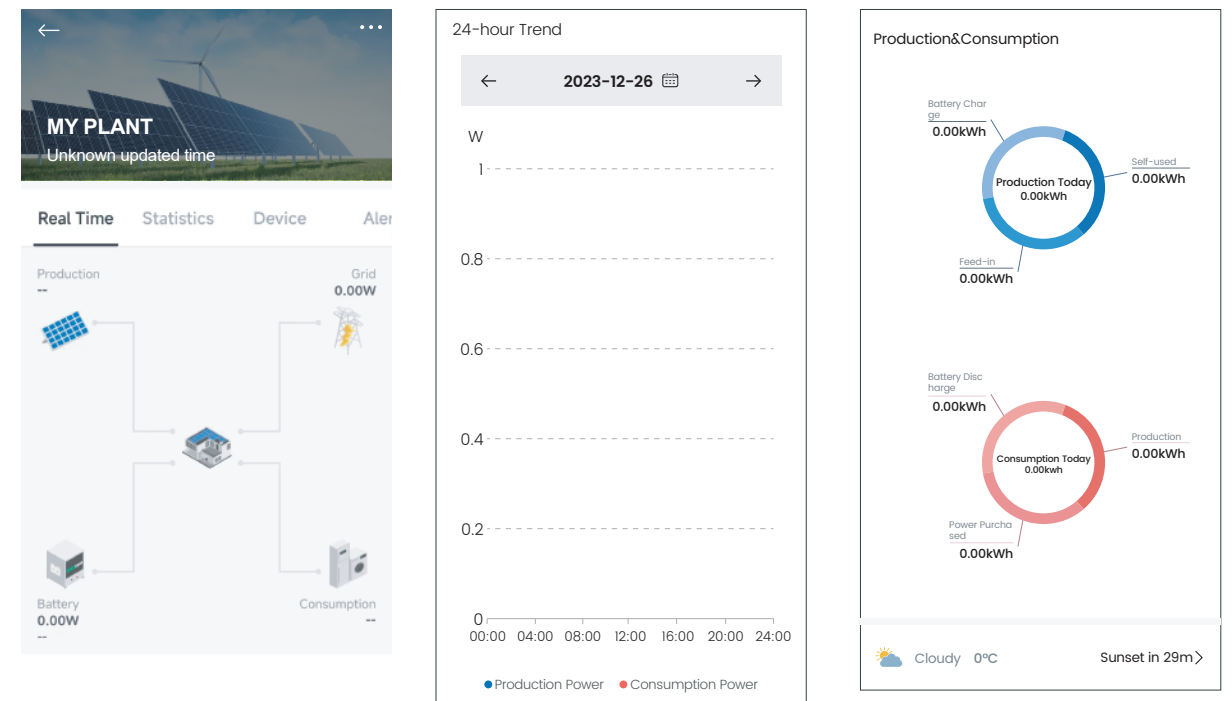 MY PLANT
Unknown updated time
Real Time Statistics Device Aler
Production
--
Grid
0.00W
Battery
0.00W
--
Consumption
--
24-hour Trend
2023-12-26
W
1
0.8
0.6
0.4
0.2
0
00:00 04:00 08:00 12:00 16:00 20:00 24:00
Production Power Consumption Power
Production&Consumption
Battery Char
ge
0.00kWh
Self-used
0.00kWh
Production Today
0.00kWh
Feed-in
0.00kWh
Battery Disc
harge
0.00kWh
Production
0.00kWh
Consumption Today
0.00kwh
Power Purcha
sed
0.00kWh
Cloudy 0°C
Sunset in 29m